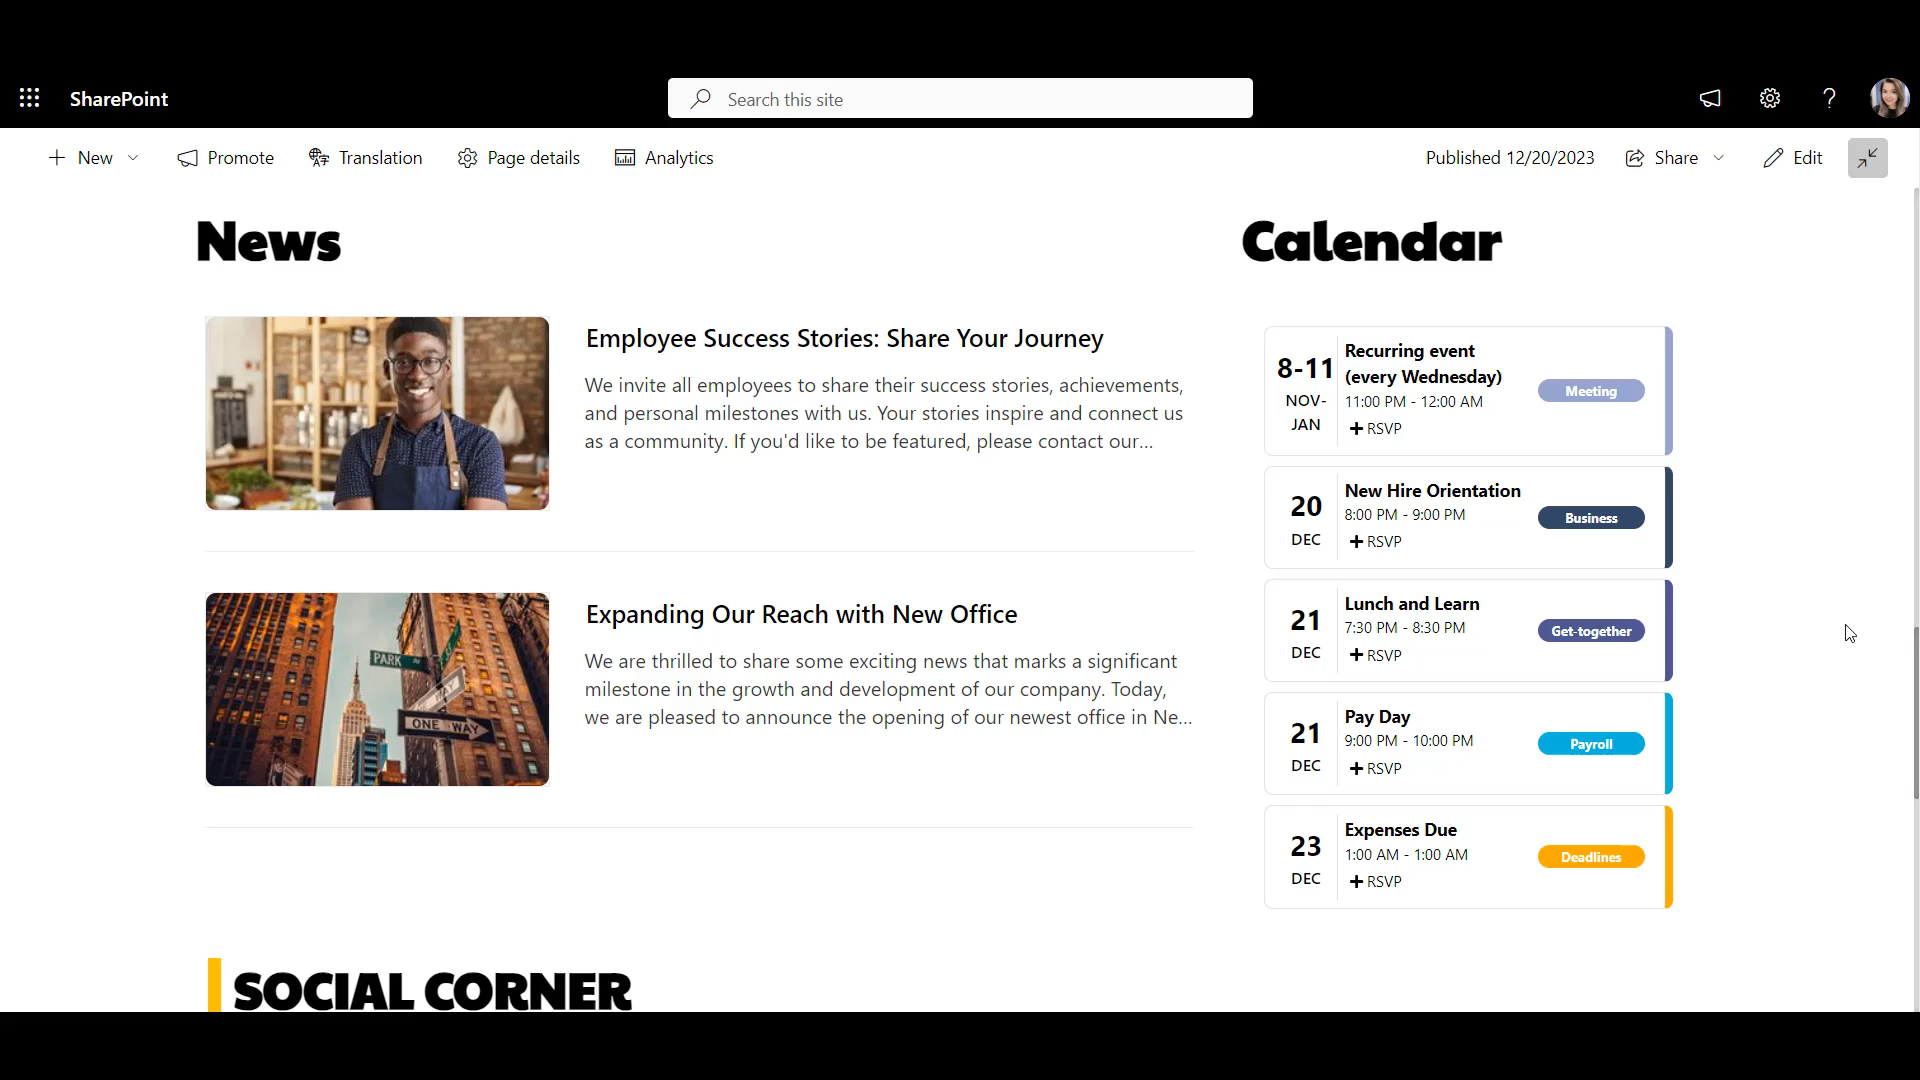 SharePoint
Search this site
New
Promote
Translation
Page details
Analytics
Published 12/20/2023
Share
Edit
News
Employee Success Stories: Share Your Journey
We invite all employees to share their success stories, achievements,
and personal milestones with us. Your stories inspire and connect us
as a community. If you'd like to be featured, please contact our...
PARK AV
WAY
ONE WAY
Expanding Our Reach with New Office
We are thrilled to share some exciting news that marks a significant
milestone in the growth and development of our company. Today,
we are pleased to announce the opening of our newest office in Ne...
Calendar
8-11
NOV-
JAN
Recurring event
(every Wednesday)
11:00 PM - 12:00 AM
+ RSVP
Meeting
20
DEC
New Hire Orientation
8:00 PM - 9:00 PM
+ RSVP
Business
21
DEC
Lunch and Learn
7:30 PM - 8:30 PM
+ RSVP
Get-together
21
DEC
Pay Day
9:00 PM - 10:00 PM
+ RSVP
Payroll
23
DEC
Expenses Due
1:00 AM - 1:00 AM
+ RSVP
Deadlines
SOCIAL CORNER